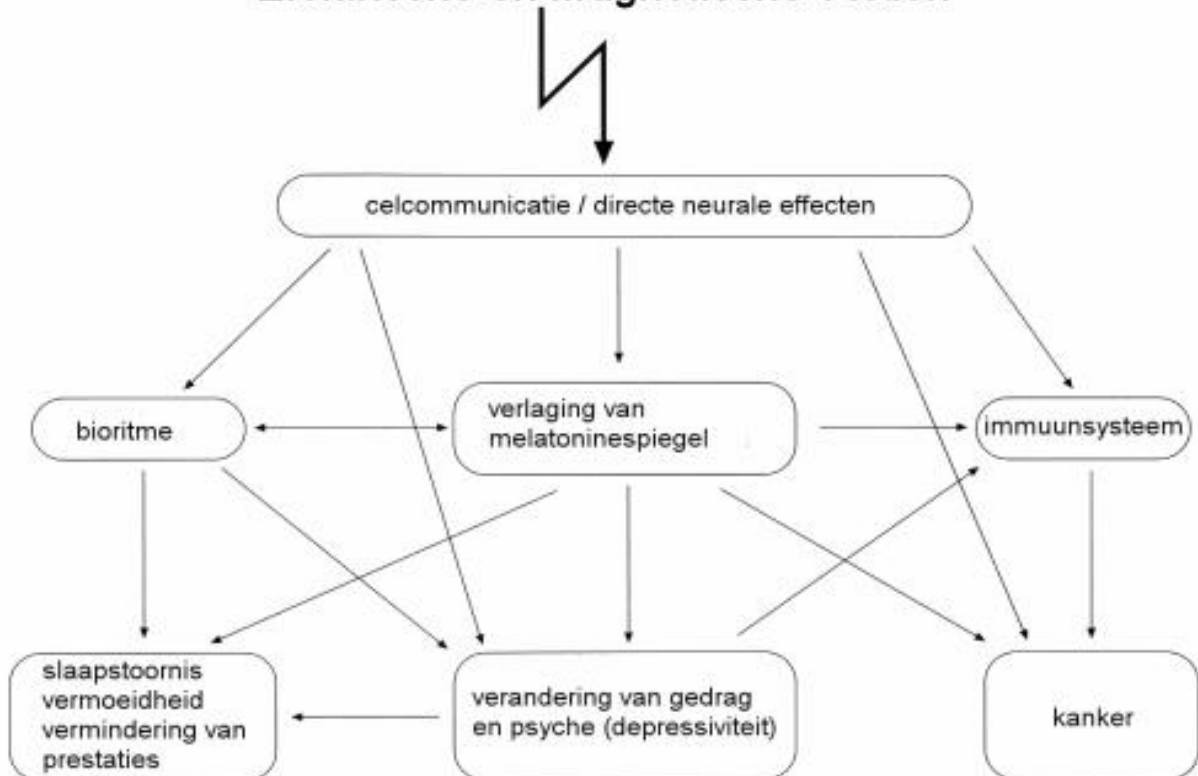 celcommunicatie / directe neurale effecten
bioritme
verlaging van
melatoninespiegel
immuunsysteem
slaapstoornis
vermoeidheid
vermindering van
prestaties
verandering van gedrag
en psyche (depressiviteit)
kanker